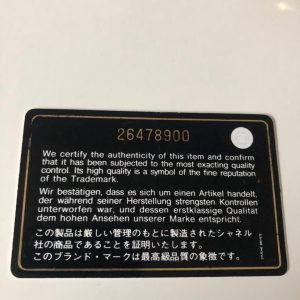 26478900
We certify the authenticity of this item and confirm
that it has been subjected to the most exacting quality
control. Its high quality is a symbol of the fine reputation
of the Trademark.
Wir bestätigen, dass es sich um einen Artikel handelt,
der während seiner Herstellung strengsten Kontrollen
unterworfen war, und dessen erstklassige Qualität
dem hohen Ansehen unserer Marke entspricht.
この製品は厳しい管理のもとに製造されたシャネル
社の商品であることを証明いたします。
このブランド・マークは最高級品質の象徴です。